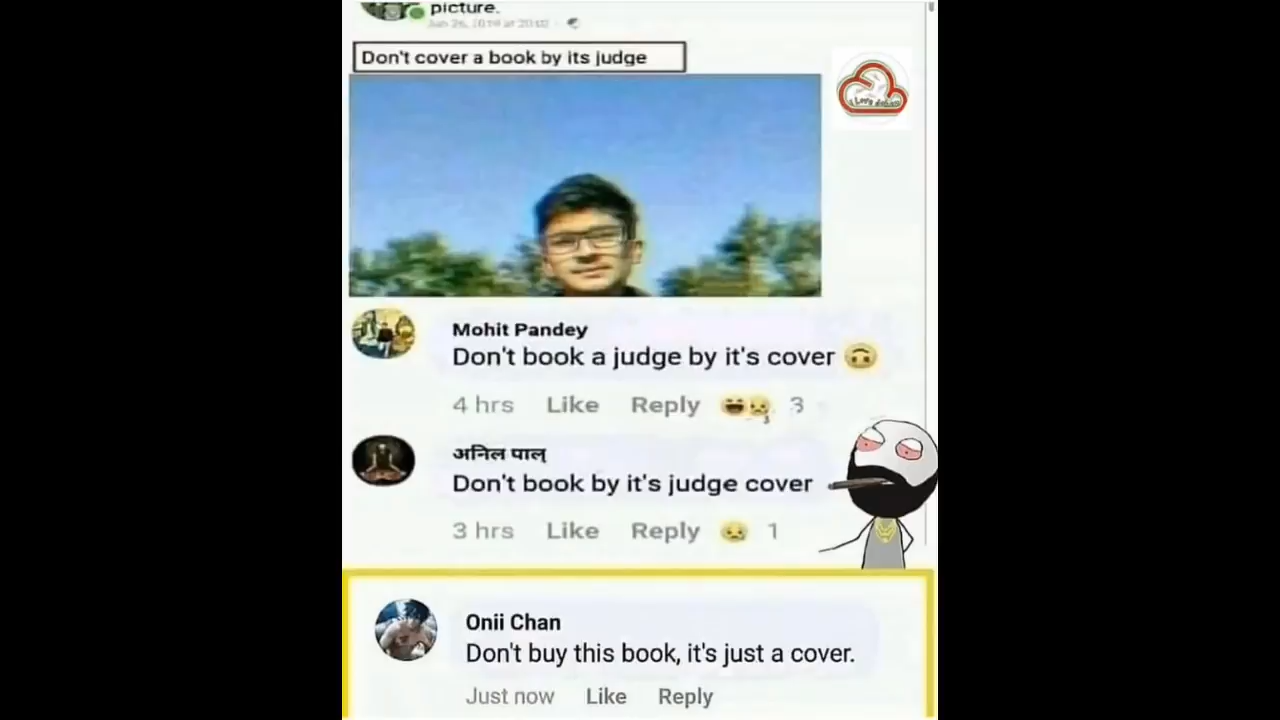 picture.
Don't cover a book by its judge
Mohit Pandey
Don't book a judge by it's cover 🙃
4 hrs Like Reply 3
अनिल पाल्
Don't book by it's judge cover
3 hrs Like Reply 1
Onii Chan
Don't buy this book, it's just a cover.
Just now Like Reply